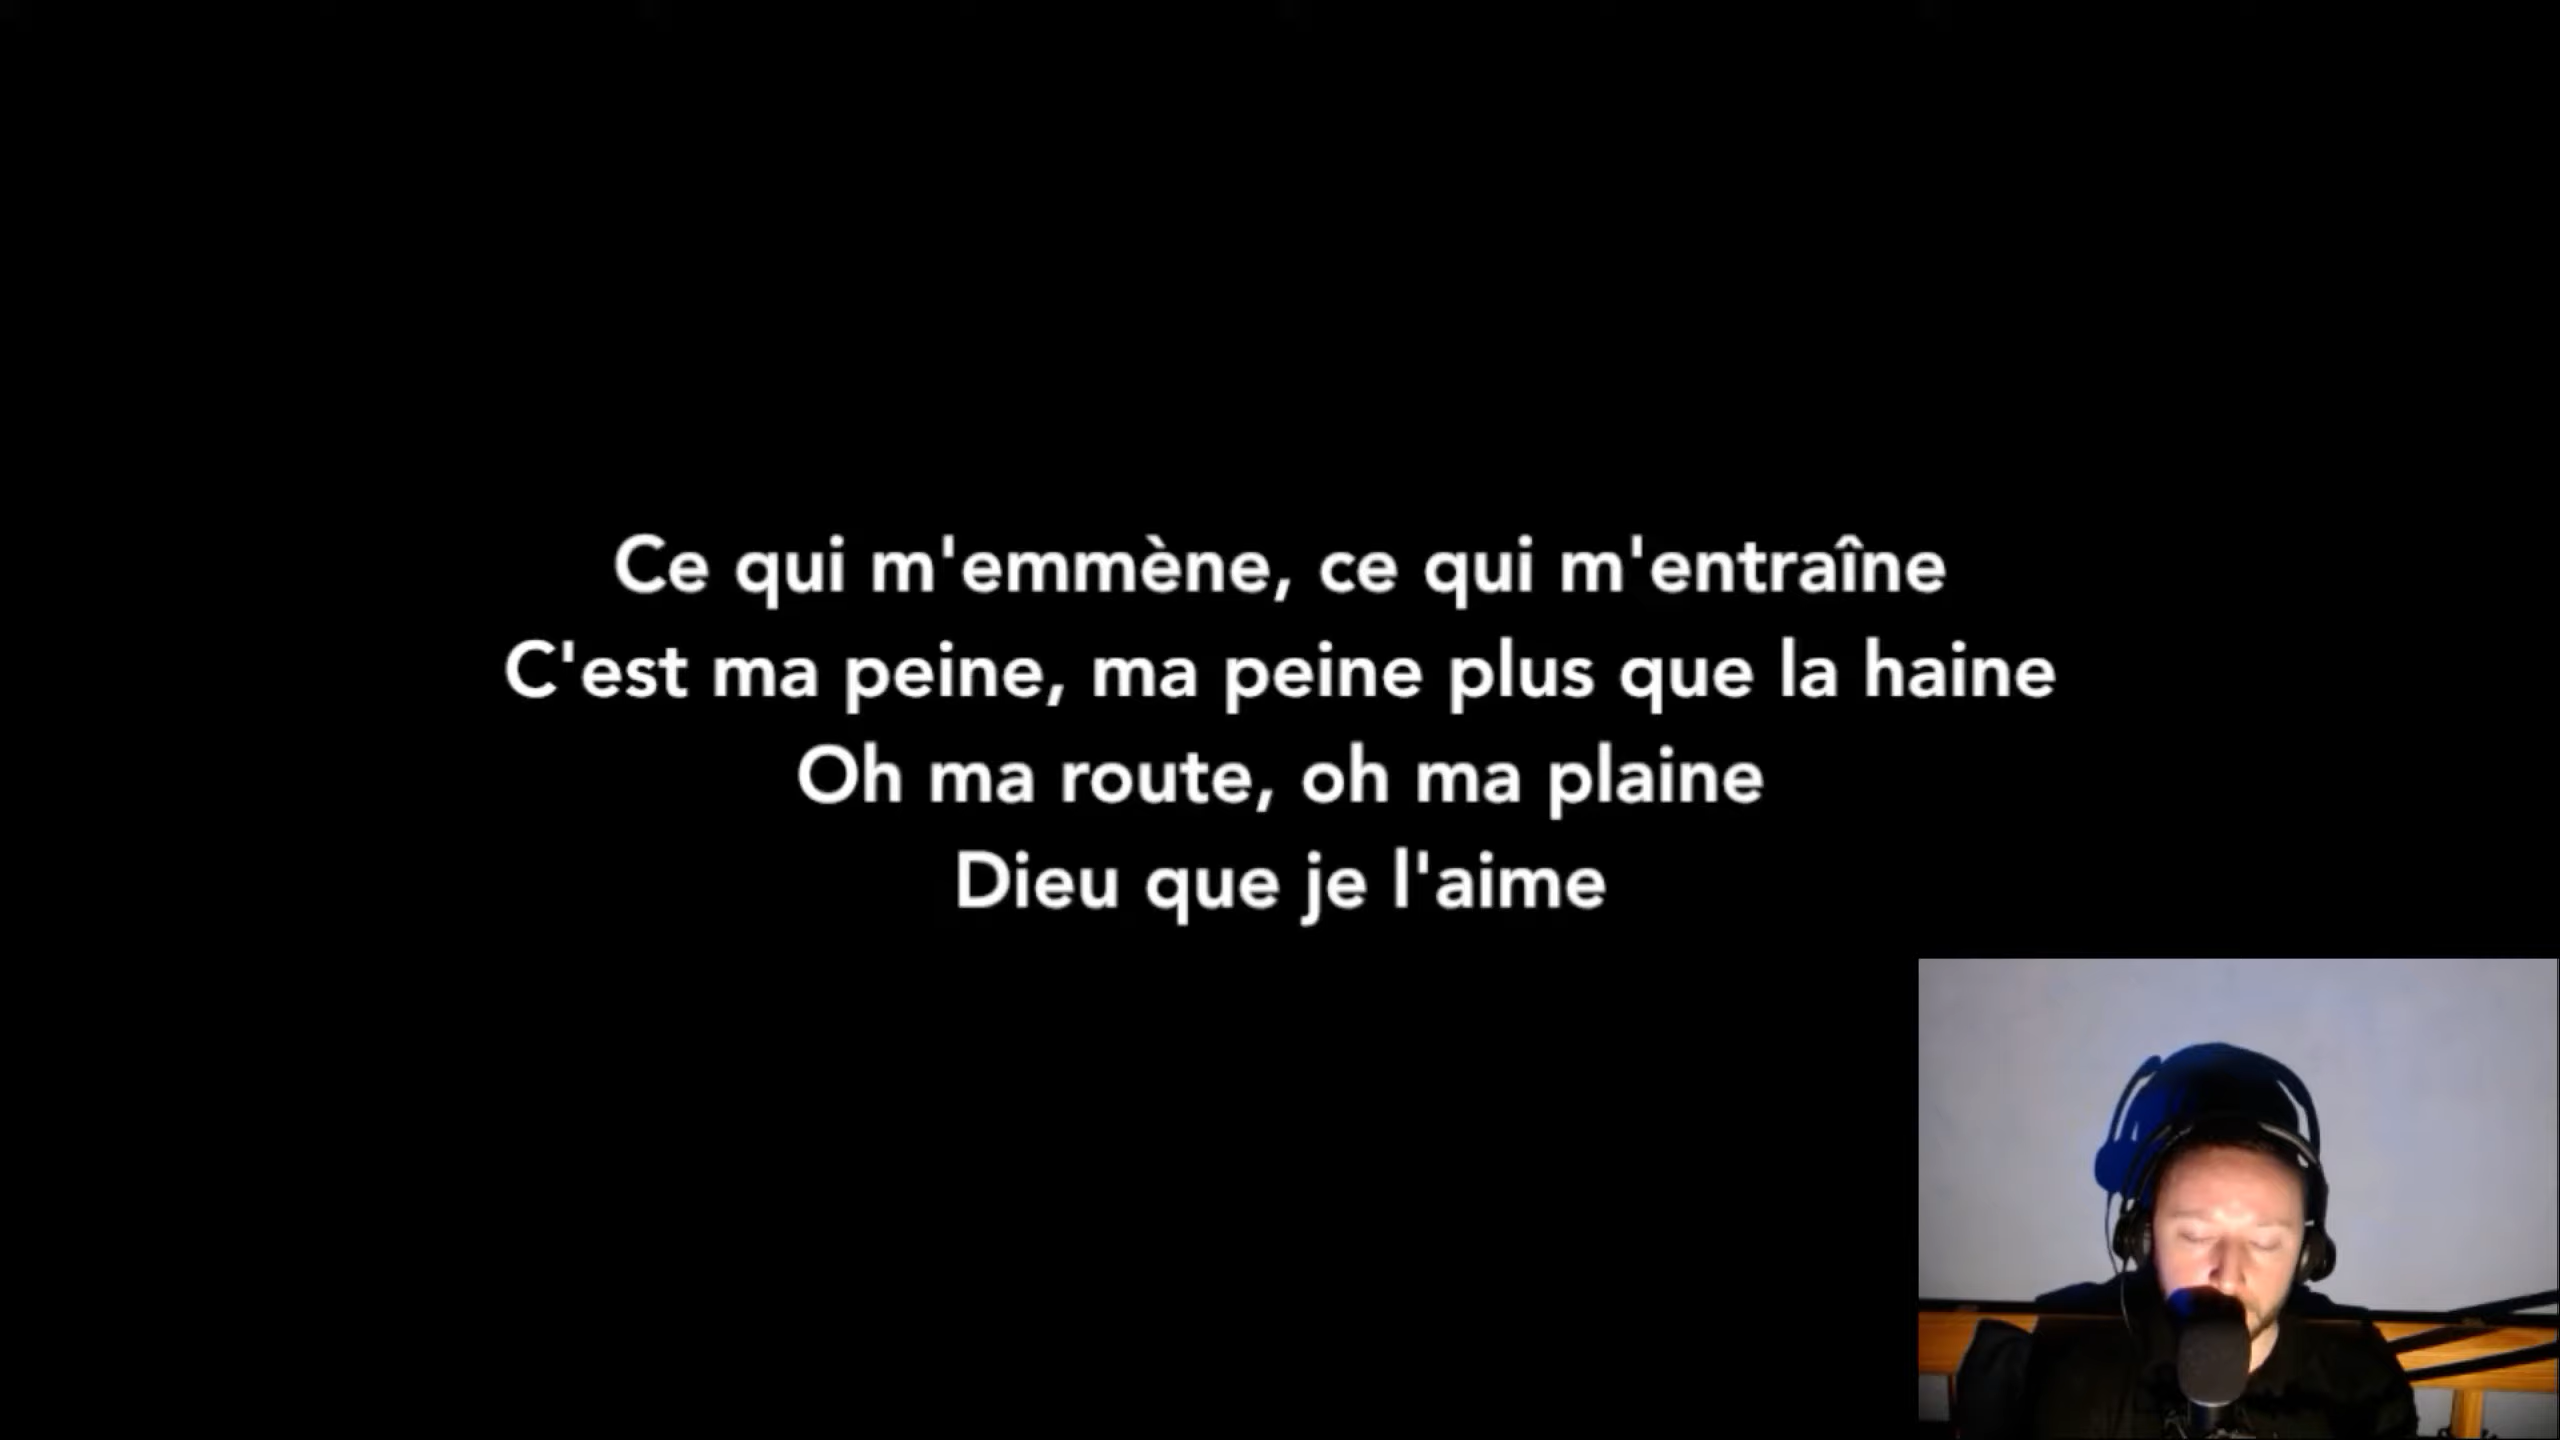 Ce qui m'emmène, ce qui m'entraîne
C'est ma peine, ma peine plus que la haine
Oh ma route, oh ma plaine
Dieu que je l'aime